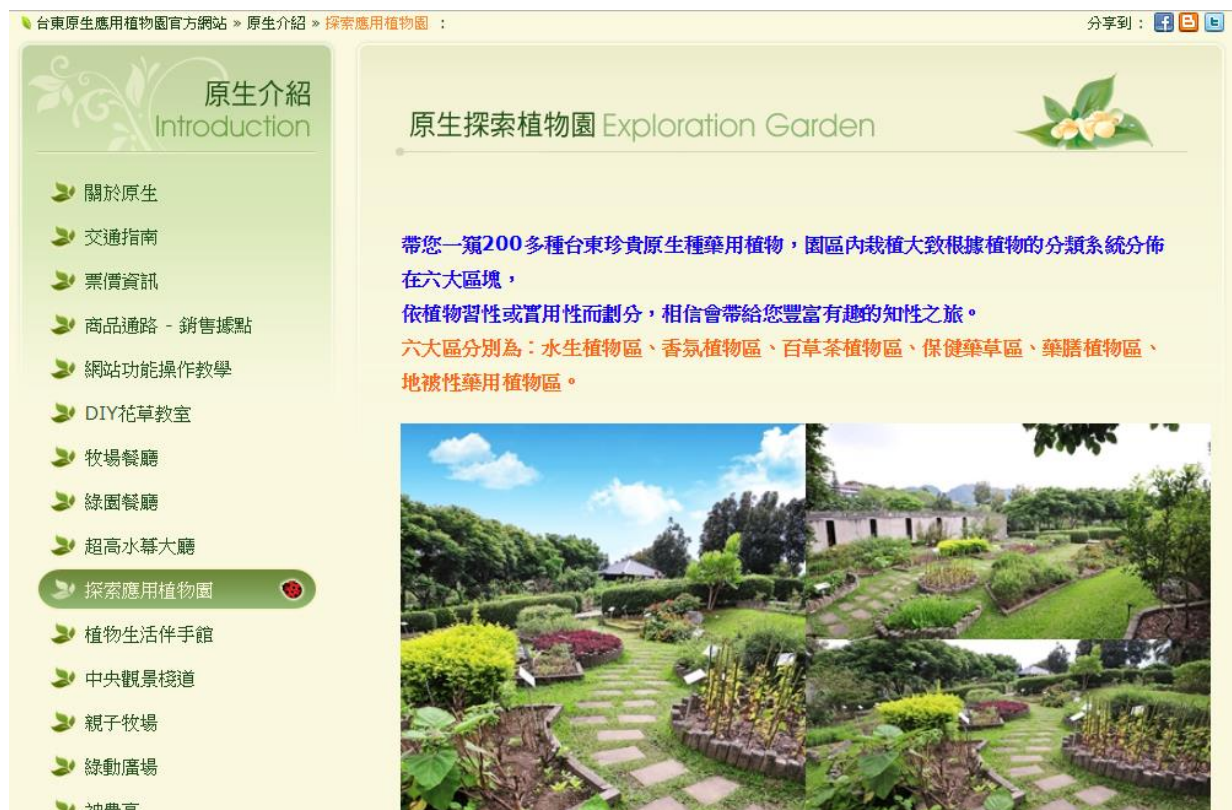 台東原生應用植物園官方網站 » 原生介紹 » 探索應用植物園 ：
分享到：
原生介紹
Introduction
關於原生
交通指南
票價資訊
商品通路 - 銷售據點
網站功能操作教學
DIY花草教室
牧場餐廳
綠園餐廳
超高水幕大廳
探索應用植物園
植物生活伴手館
中央觀景棧道
親子牧場
綠動廣場
原生探索植物園 Exploration Garden
帶您一窺200多種台東珍貴原生種藥用植物，園區內栽植大致根據植物的分類系統分佈
在六大區塊，
依植物習性或實用性而劃分，相信會帶給您豐富有趣的知性之旅。
六大區分別為：水生植物區、香氛植物區、百草茶植物區、保健藥草區、藥膳植物區、
地被性藥用植物區。